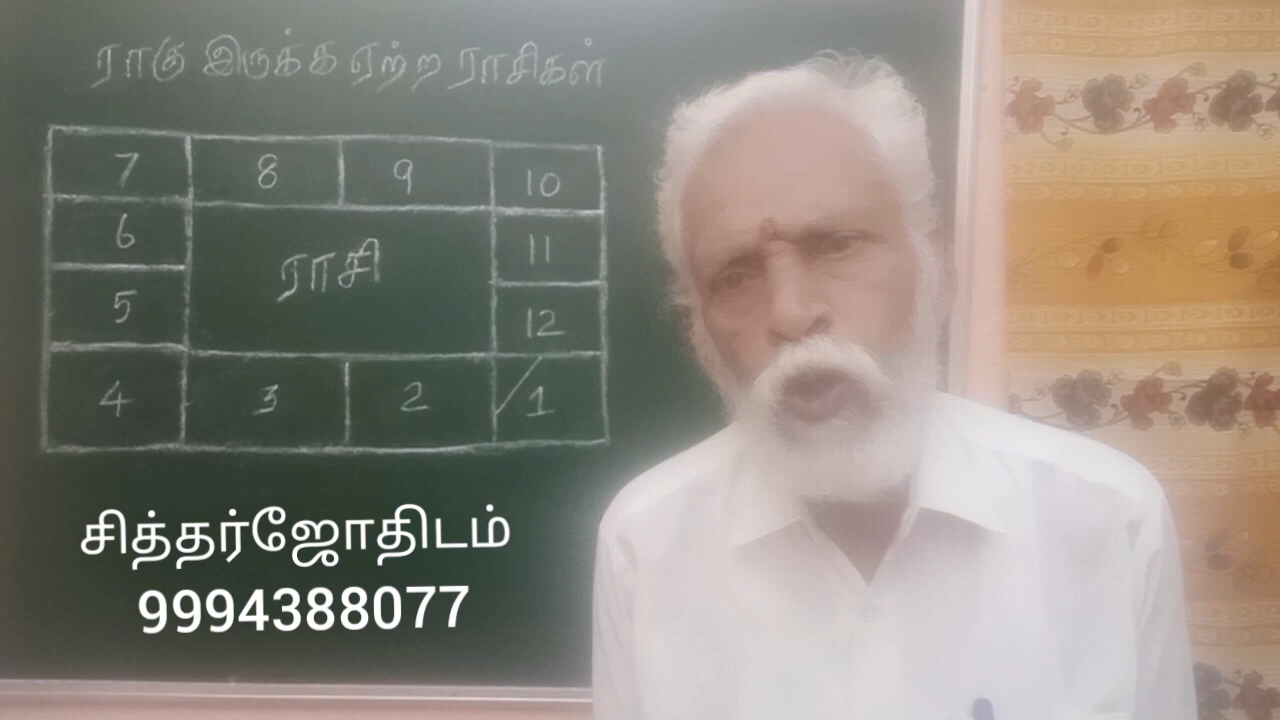 ராகு இருக்க ஏற்ற ராசிகள்
7 8 9 10
6 11
ராசி
5 12
4 3 2 1
சித்தர்ஜோதிடம்
9994388077